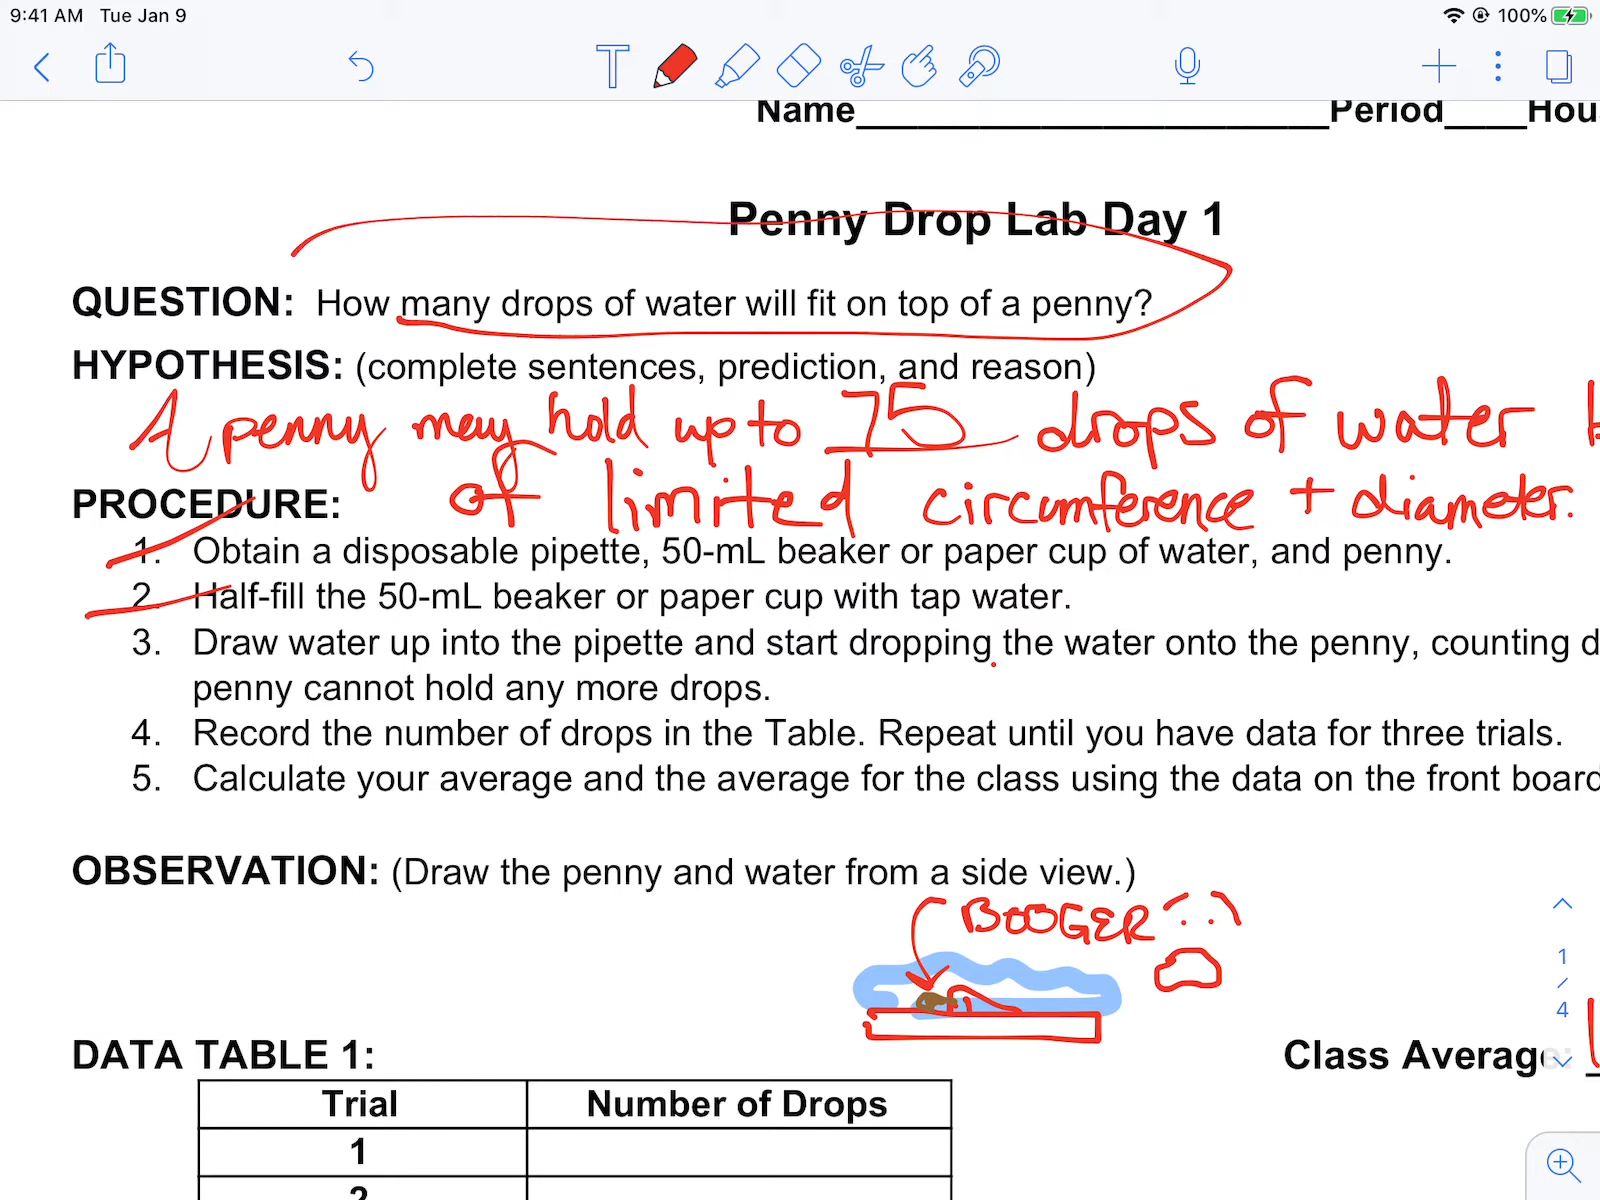 9:41 AM Tue Jan 9 100%
Name Period Hou
Penny Drop Lab Day 1
QUESTION: How many drops of water will fit on top of a penny?
HYPOTHESIS: (complete sentences, prediction, and reason)
A penny may hold up to 75 drops of water
of limited circumference + diameter.
PROCEDURE:
1. Obtain a disposable pipette, 50-mL beaker or paper cup of water, and penny.
2. Half-fill the 50-mL beaker or paper cup with tap water.
3. Draw water up into the pipette and start dropping the water onto the penny, counting d
penny cannot hold any more drops.
4. Record the number of drops in the Table. Repeat until you have data for three trials.
5. Calculate your average and the average for the class using the data on the front board
OBSERVATION: (Draw the penny and water from a side view.)
BOOGER
1 / 4
DATA TABLE 1:
Class Average:
Trial Number of Drops
1
2